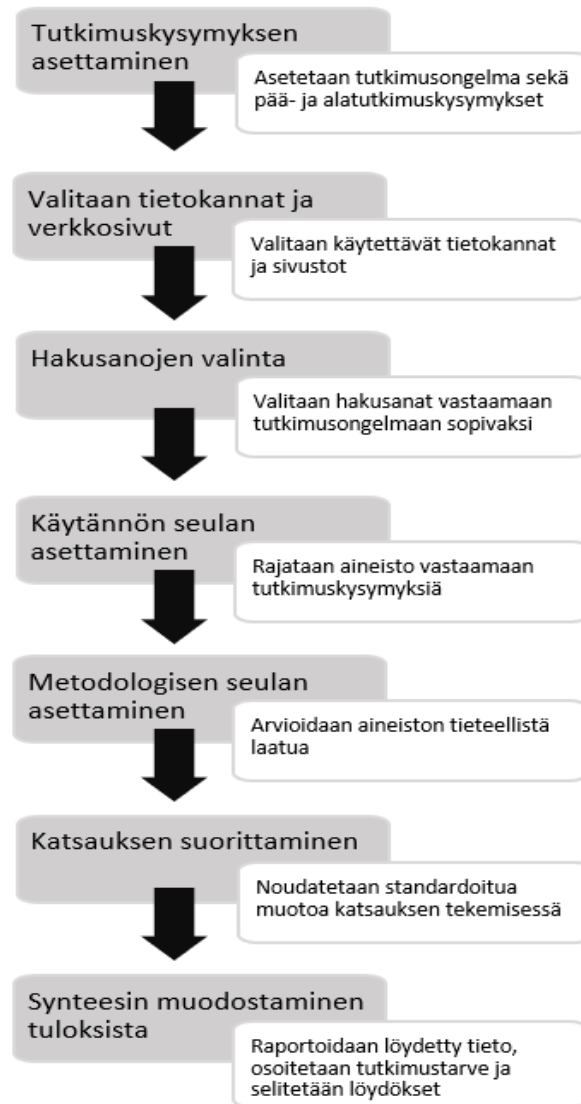 Tutkimuskysymyksen
asettaminen
Asetetaan tutkimusongelma sekä
pää- ja alatutkimuskysymykset
Valitaan tietokannat ja
verkkosivut
Valitaan käytettävät tietokannat
ja sivustot
Hakusanojen valinta
Valitaan hakusanat vastaamaan
tutkimusongelmaan sopivaksi
Käytännön seulan
asettaminen
Rajataan aineisto vastaamaan
tutkimuskysymyksiä
Metodologisen seulan
asettaminen
Arvioidaan aineiston tieteellistä
laatua
Katsauksen suorittaminen
Noudatetaan standardoitua
muotoa katsauksen tekemisessä
Synteesin muodostaminen
tuloksista
Raportoidaan löydetty tieto,
osoitetaan tutkimustarve ja
selitetään löydökset